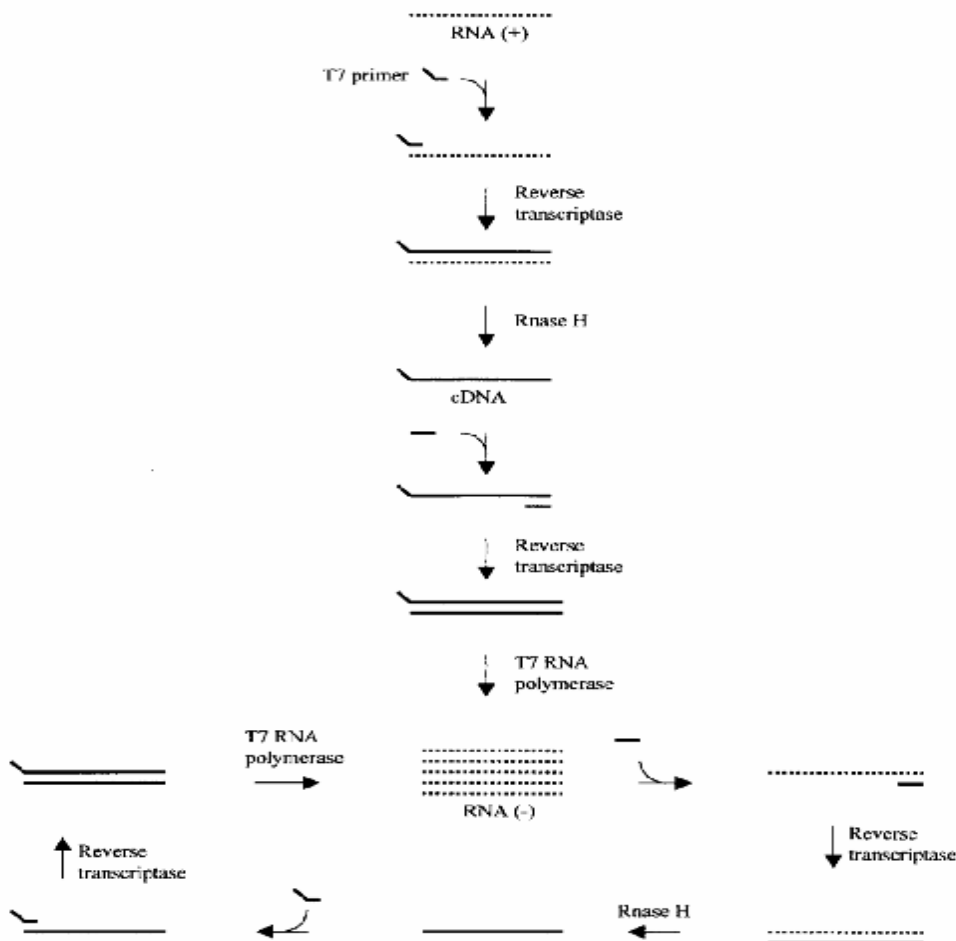 RNA (+)
T7 primer
Reverse
transcriptase
Rnase H
cDNA
Reverse
transcriptase
T7 RNA
polymerase
T7 RNA
polymerase
RNA (-)
Reverse
transcriptase
Reverse
transcriptase
Rnase H